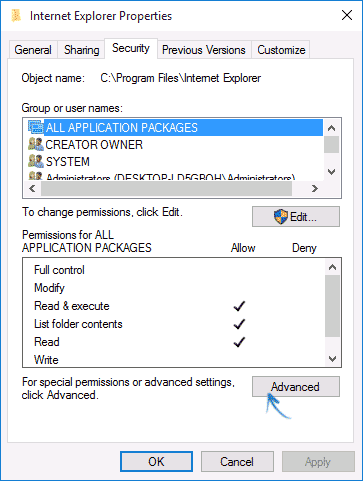 Internet Explorer Properties
General Sharing Security Previous Versions Customize
Object name: C:\Program Files\Internet Explorer
Group or user names:
ALL APPLICATION PACKAGES
CREATOR OWNER
SYSTEM
Administrators (DESKTOP-LD5GBOH\Administrators)
To change permissions, click Edit.
Edit...
Permissions for ALL
APPLICATION PACKAGES Allow Deny
Full control
Modify
Read & execute
List folder contents
Read
Write
For special permissions or advanced settings,
click Advanced.
Advanced
OK Cancel Apply